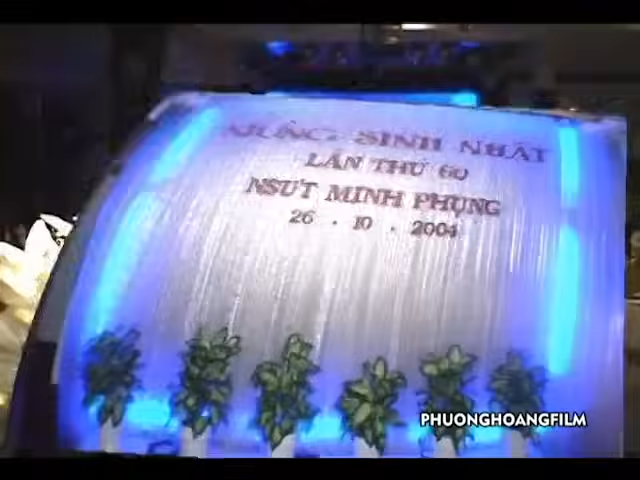 MỪNG SINH NHẬT
LẦN THỨ 60
NSƯT MINH PHỤNG
26 . 10 . 2004
PHUONGHOANGFILM